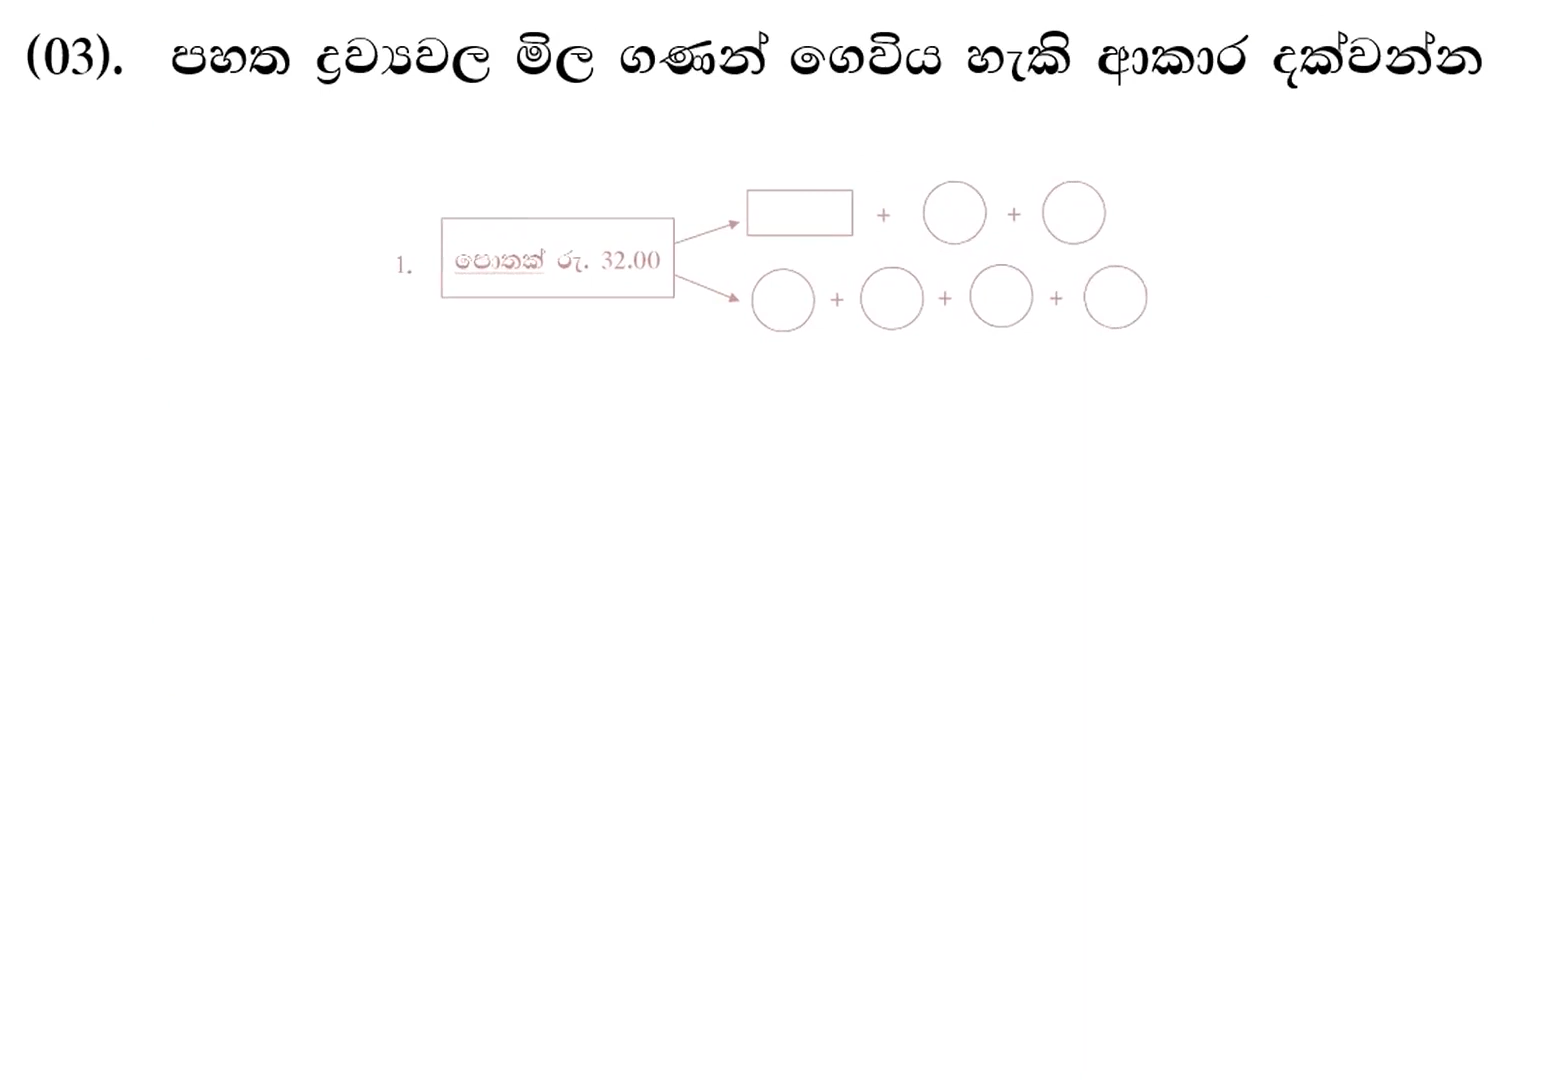 (03). පහත ද්‍රව්‍යවල මිල ගණන් ගෙවිය හැකි ආකාර දක්වන්න
1. පොතක් රු. 32.00
+ +
+ + +